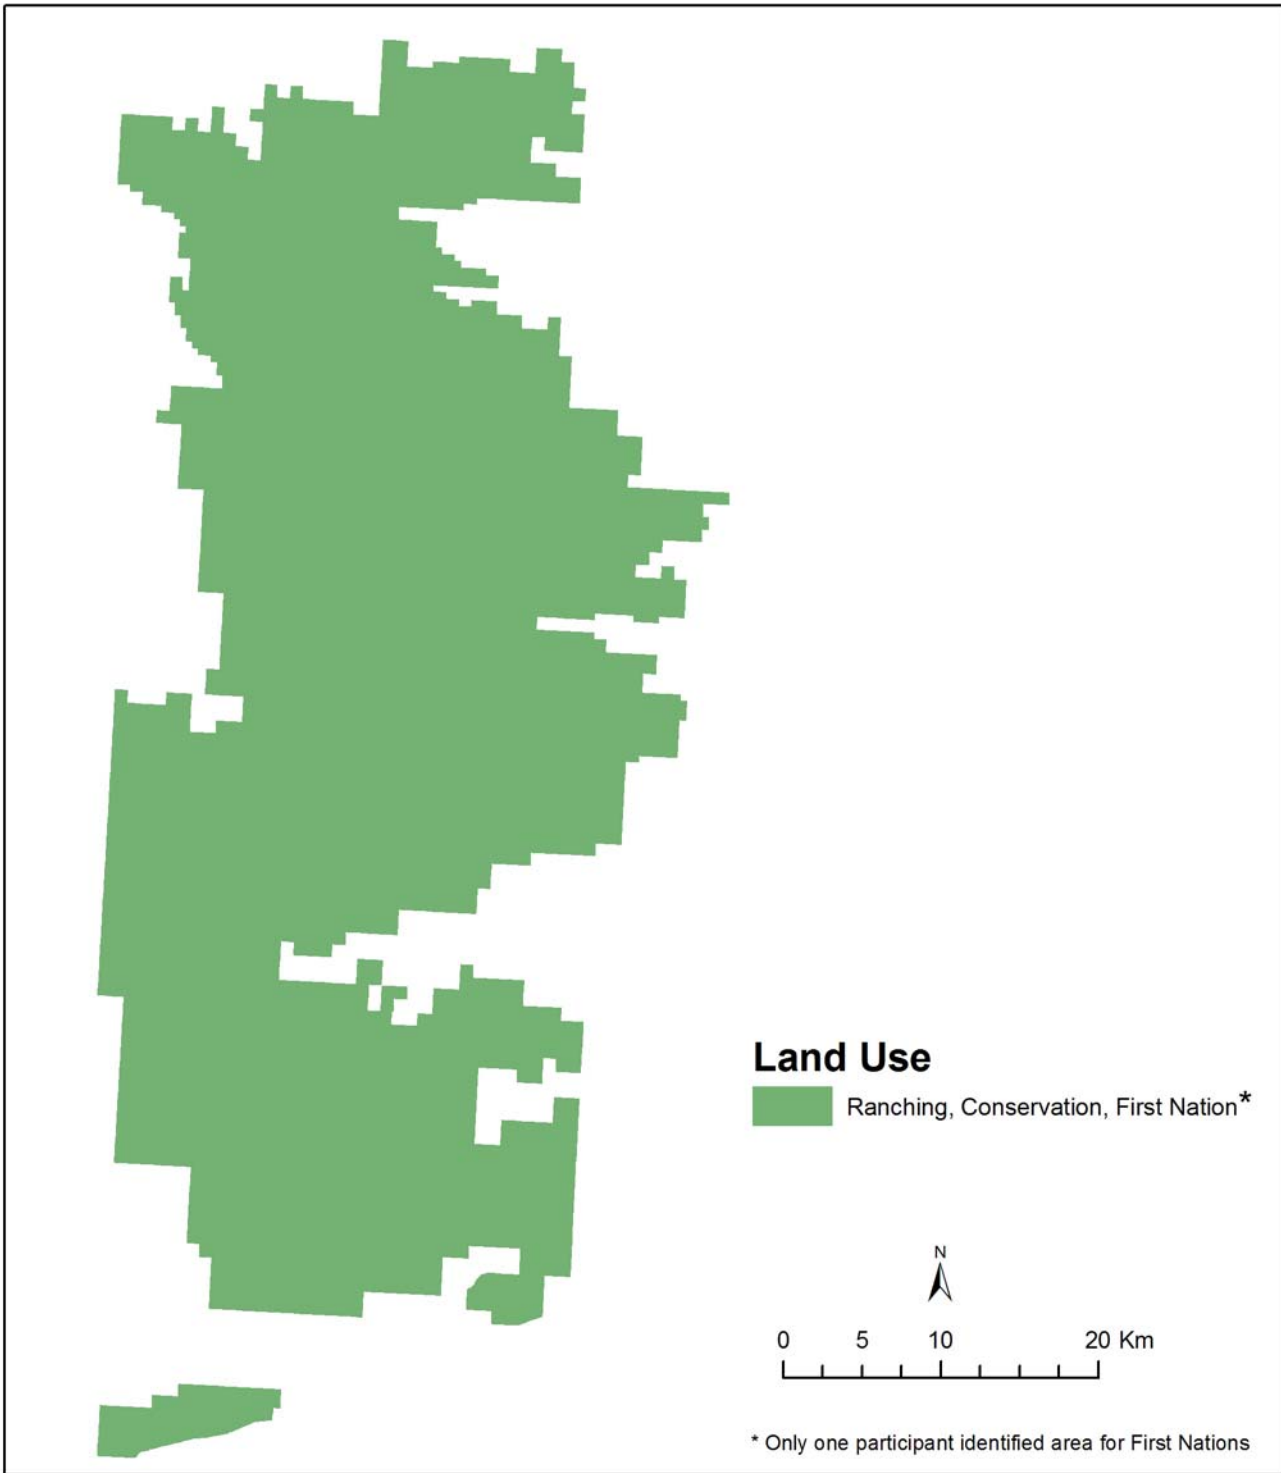 Land Use
Ranching, Conservation, First Nation*
N
0 5 10 20 Km
* Only one participant identified area for First Nations